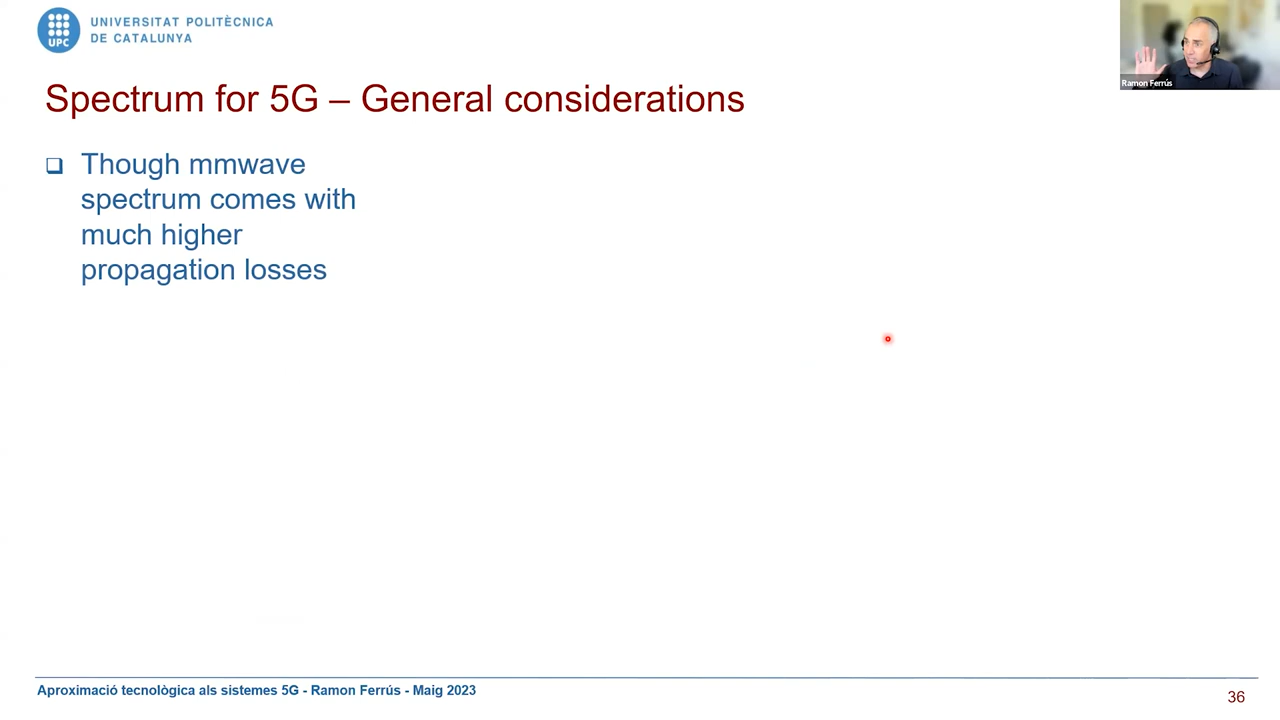 UNIVERSITAT POLITÈCNICA
DE CATALUNYA
UPC
Ramon Ferrús
Spectrum for 5G – General considerations
Though mmwave
spectrum comes with
much higher
propagation losses
Aproximació tecnològica als sistemes 5G - Ramon Ferrús - Maig 2023
36